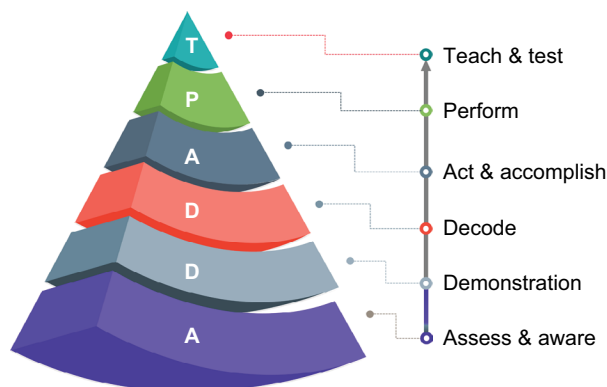 T
Teach & test
P
Perform
A
Act & accomplish
D
Decode
D
Demonstration
A
Assess & aware